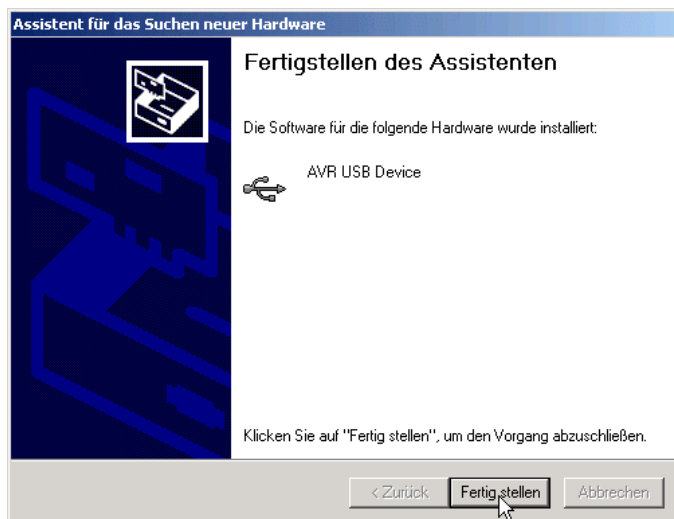 Assistent für das Suchen neuer Hardware
Fertigstellen des Assistenten
Die Software für die folgende Hardware wurde installiert:
AVR USB Device
Klicken Sie auf "Fertig stellen", um den Vorgang abzuschließen.
< Zurück Fertig stellen Abbrechen